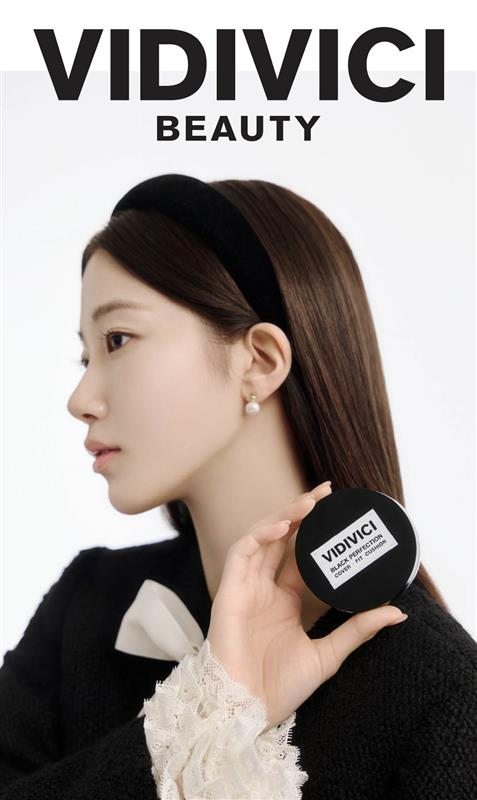 VIDIVICI
BEAUTY
VIDIVICI
BLACK PERFECTION
COVER · FIT CUSHION